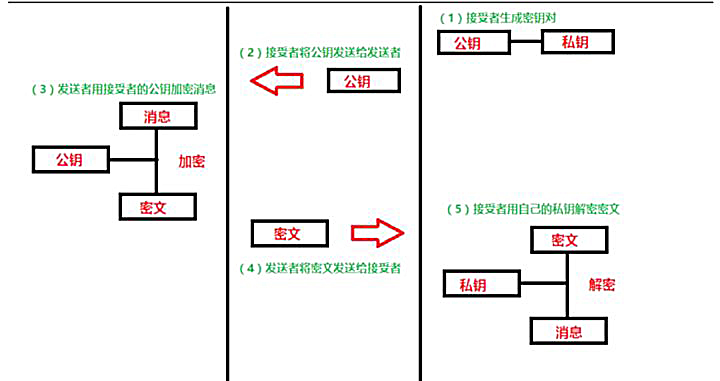 (1)接受者生成密钥对
公钥
私钥
(2)接受者将公钥发送给发送者
公钥
(3)发送者用接受者的公钥加密消息
消息
公钥
加密
密文
密文
(4)发送者将密文发送给接受者
(5)接受者用自己的私钥解密密文
密文
私钥
解密
消息